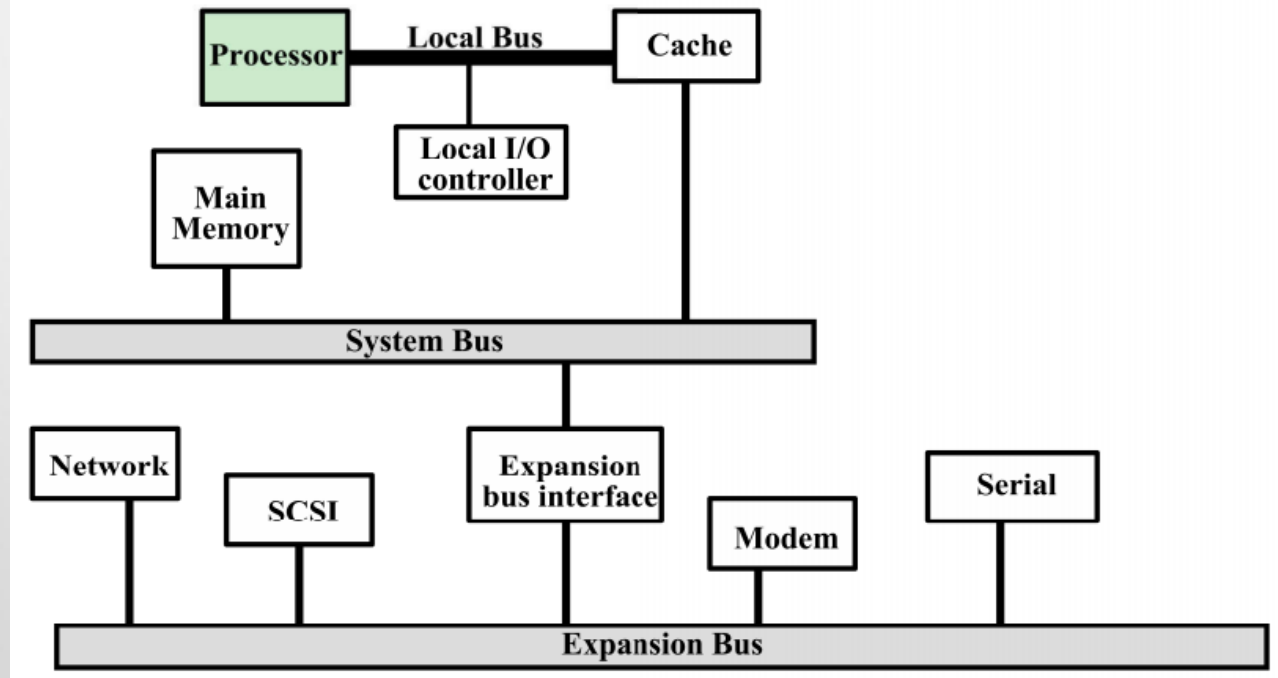 Processor
Local Bus
Cache
Local I/O
controller
Main
Memory
System Bus
Network
SCSI
Expansion
bus interface
Modem
Serial
Expansion Bus